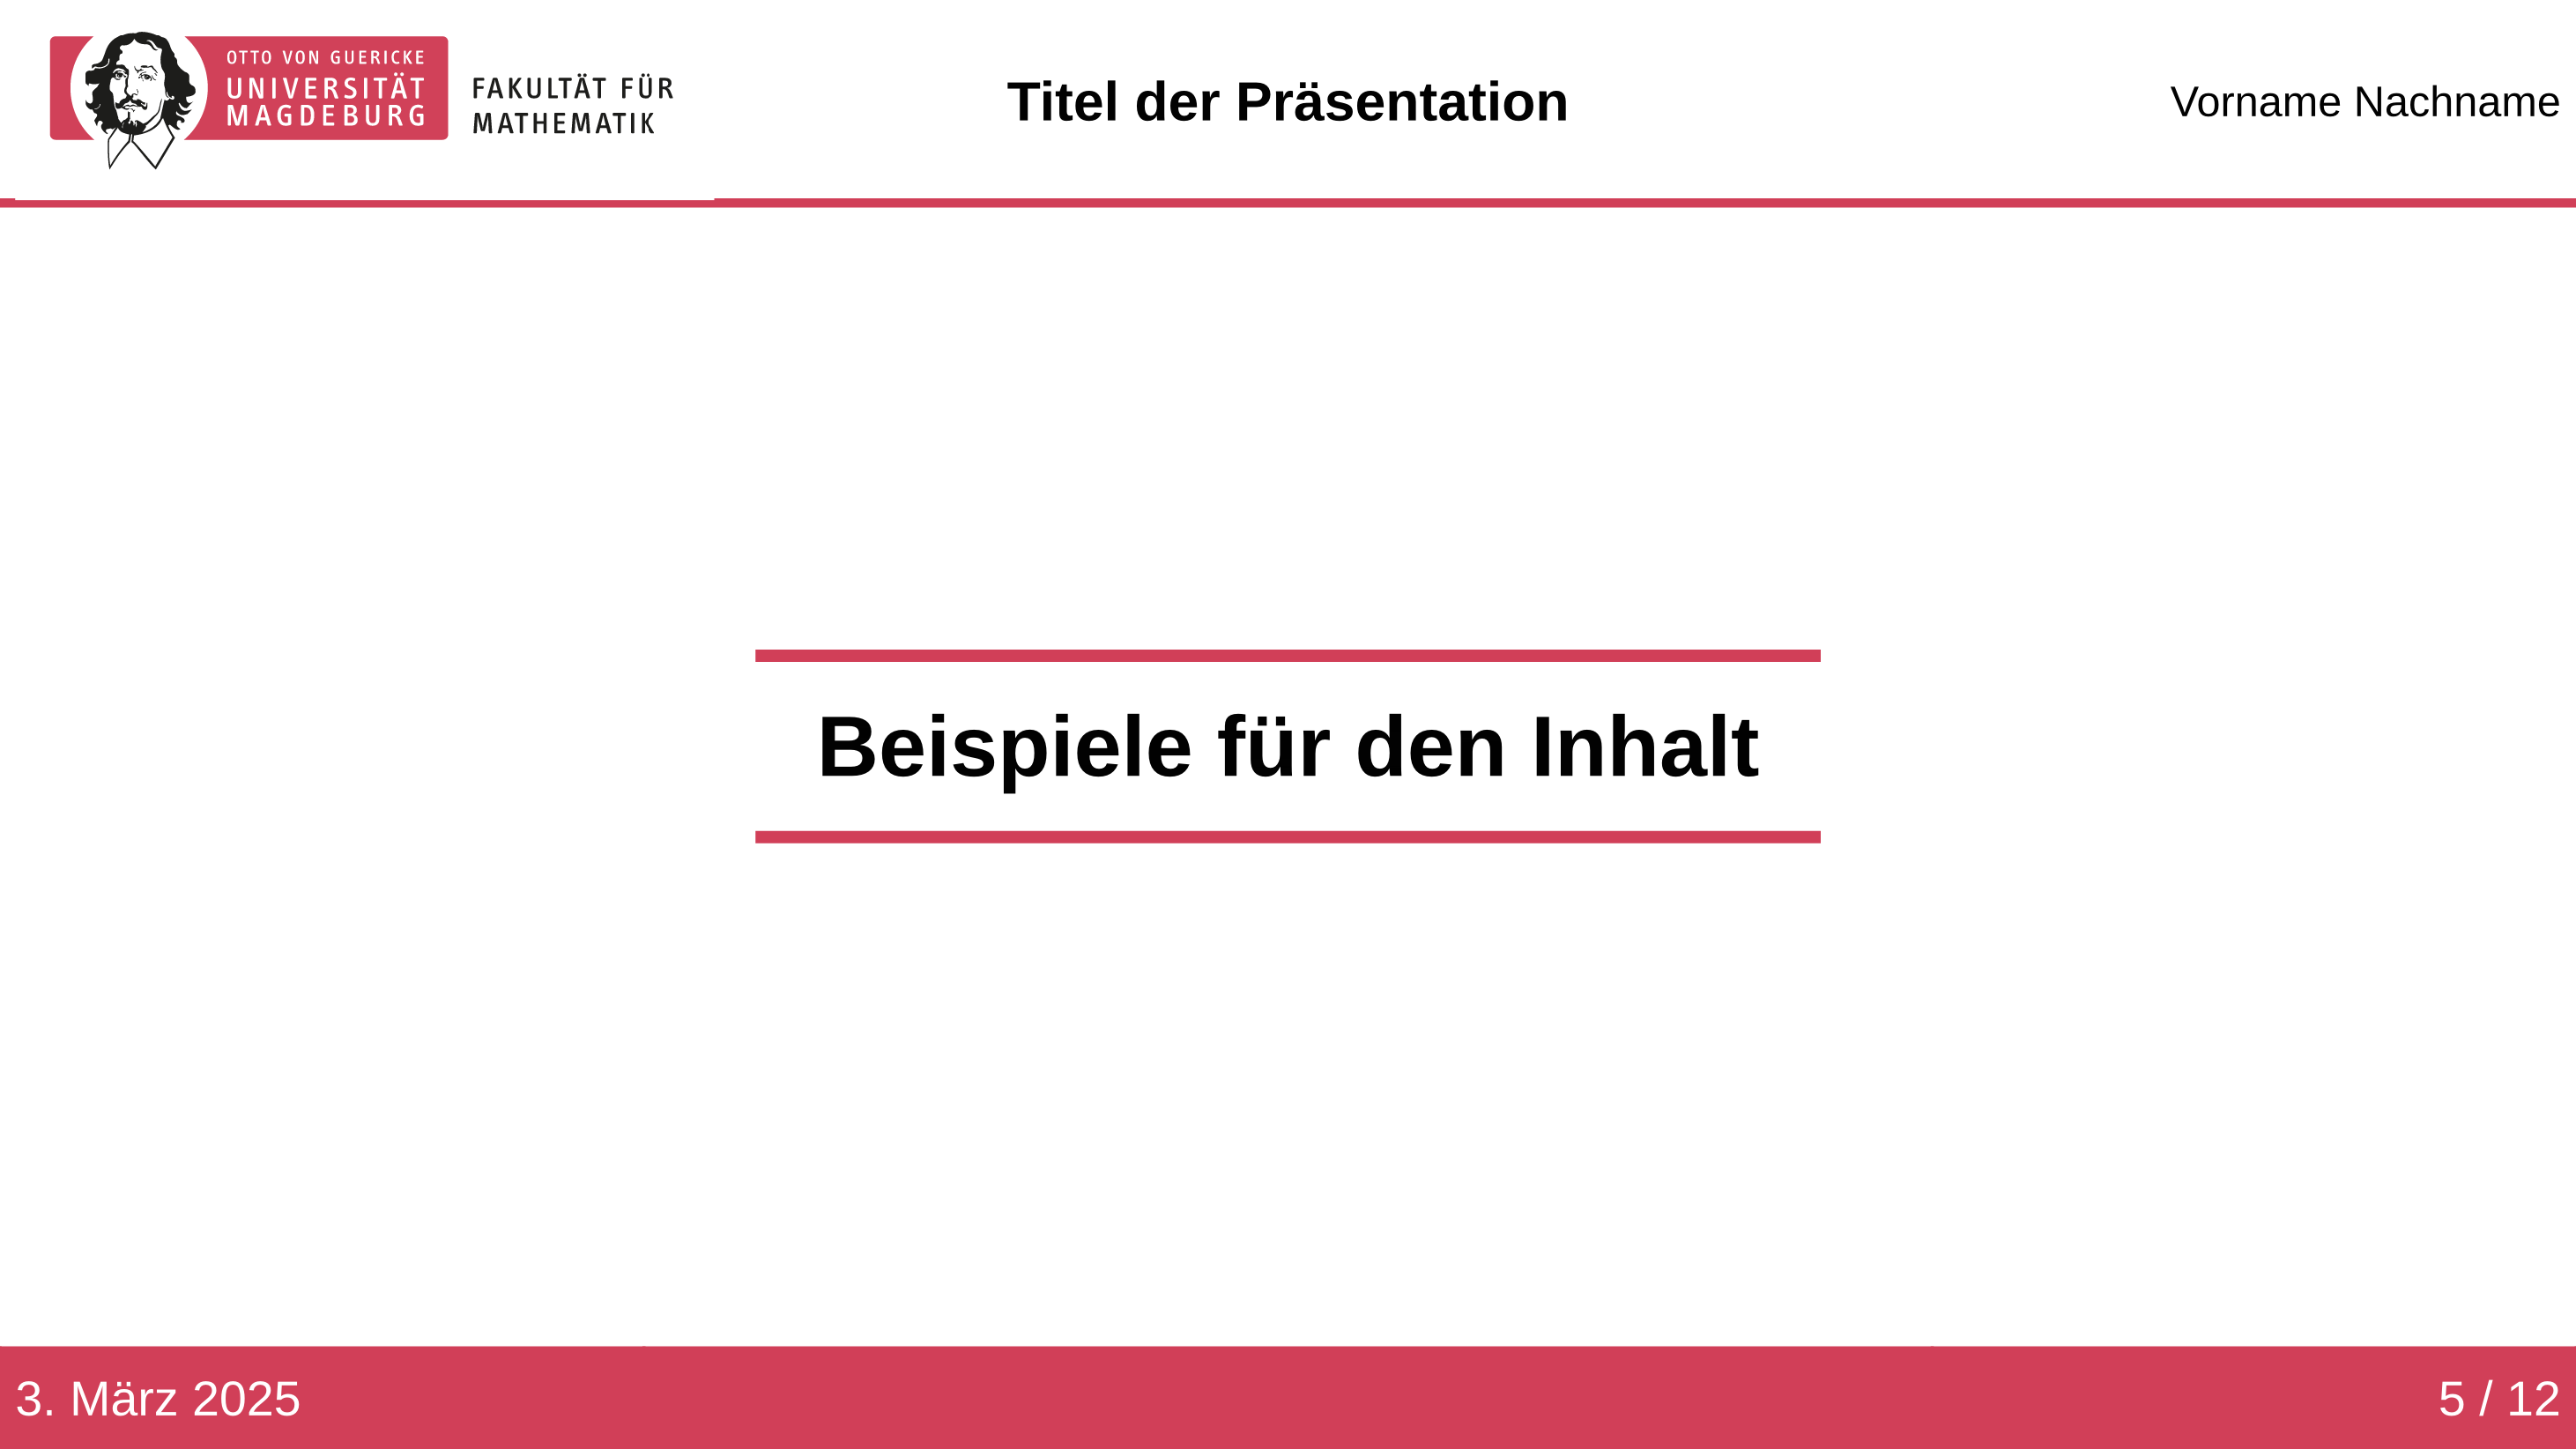 OTTO VON GUERICKE
UNIVERSITÄT
MAGDEBURG
FAKULTÄT FÜR
MATHEMATIK
Titel der Präsentation
Vorname Nachname
Beispiele für den Inhalt
3. März 2025
5 / 12